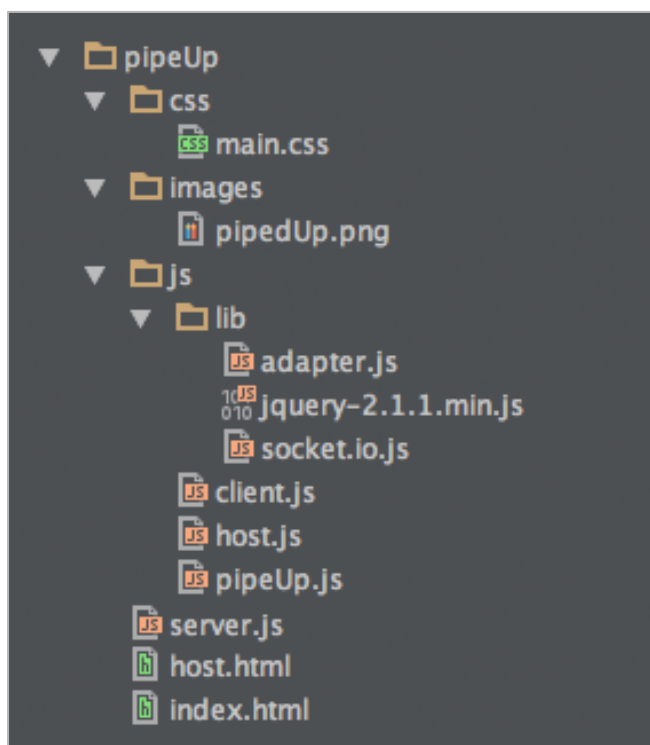 pipeUp
css
main.css
images
pipedUp.png
js
lib
adapter.js
jquery-2.1.1.min.js
socket.io.js
client.js
host.js
pipeUp.js
server.js
host.html
index.html